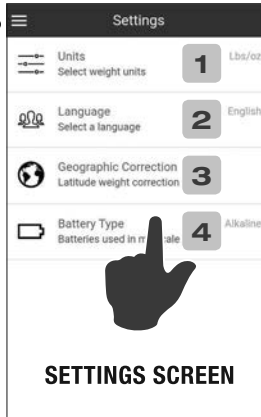 Settings
Units
Select weight units
1
Lbs/oz
Language
Select a language
2
English
Geographic Correction
Latitude weight correction
3
Battery Type
Batteries used in
4
Alkaline
SETTINGS SCREEN